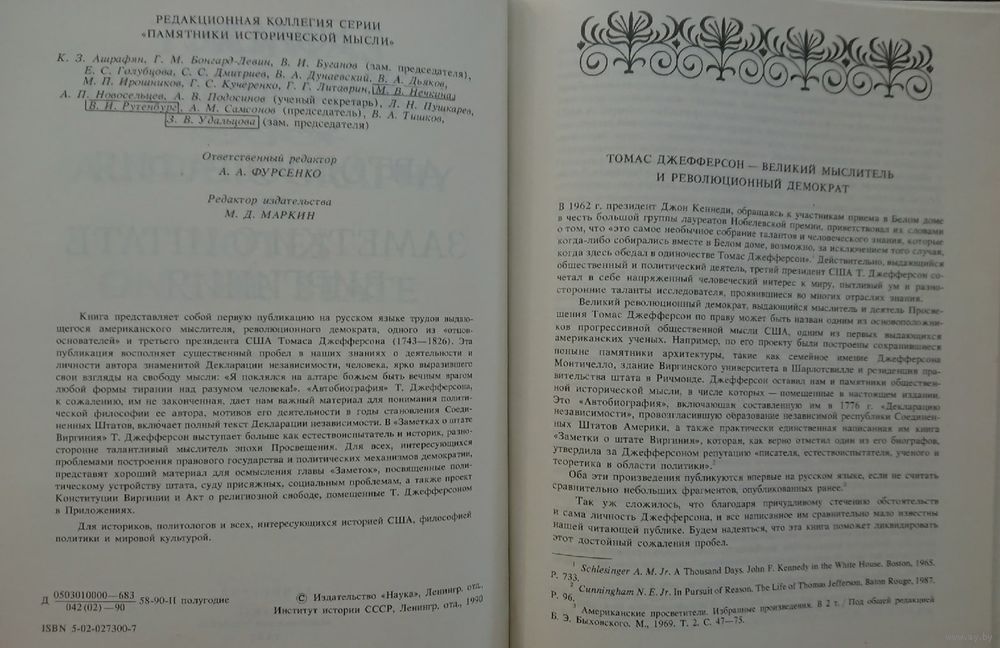 РЕДАКЦИОННАЯ КОЛЛЕГИЯ СЕРИИ
«ПАМЯТНИКИ ИСТОРИЧЕСКОЙ МЫСЛИ»
К. З. Ашрафян, Г. М. Бонгард-Левин, В. И. Буганов (зам. председателя),
Е. С. Голубцова, С. С. Дмитриев, В. А. Дунаевский, В. А. Дьяков,
М. П. Ирошников, Г. С. Кучеренко, Г. Г. Литаврин, М. В. Нечкина,
А. П. Новосельцев, А. В. Подосинов (ученый секретарь), Л. Н. Пушкарев,
В. И. Рутенбург, А. М. Самсонов (председатель), В. А. Тишков,
З. В. Удальцова (зам. председателя)
Ответственный редактор
А. А. ФУРСЕНКО
Редактор издательства
М. Д. МАРКИН
Книга представляет собой первую публикацию на русском языке трудов выдаю-
щегося американского мыслителя, революционного демократа, одного из «отцов-
основателей» и третьего президента США Томаса Джефферсона (1743—1826). Эта
публикация восполняет существенный пробел в наших знаниях о деятельности и
личности автора знаменитой Декларации независимости, человека, ярко выразившего
свои взгляды на свободу мысли: «Я поклялся на алтаре божьем быть вечным врагом
любой формы тирании над разумом человека!». «Автобиография» Т. Джефферсона,
к сожалению, им не законченная, дает нам важный материал для понимания полити-
ческой философии ее автора, мотивов его деятельности в годы становления Соеди-
ненных Штатов, включает полный текст Декларации независимости. В «Заметках о штате
Виргиния» Т. Джефферсон выступает больше как естествоиспытатель и историк, разно-
сторонне талантливый мыслитель эпохи Просвещения. Для всех, интересующихся
проблемами построения правового государства и политических механизмов демократии,
представят хороший материал для осмысления главы «Заметок», посвященные поли-
тическому устройству штата, суду присяжных, социальным проблемам, а также проект
Конституции Виргинии и Акт о религиозной свободе, помещенные Т. Джефферсоном
в Приложениях.
Для историков, политологов и всех, интересующихся историей США, философией
политики и мировой культурой.
Д 0503010000—683 58-90-II полугодие
042(02)—90
© Издательство «Наука», Ленингр. отд.,
Институт истории СССР, Ленингр. отд., 1990
ISBN 5-02-027300-7
ТОМАС ДЖЕФФЕРСОН — ВЕЛИКИЙ МЫСЛИТЕЛЬ
И РЕВОЛЮЦИОННЫЙ ДЕМОКРАТ
В 1962 г. президент Джон Кеннеди, обращаясь к участникам приема в Белом доме
в честь большой группы лауреатов Нобелевской премии, приветствовал их словами
о том, что «это самое необычное собрание талантов и человеческого знания, которые
когда-либо собирались вместе в Белом доме, возможно, за исключением того случая,
когда здесь обедал в одиночестве Томас Джефферсон».¹ Действительно, выдающийся
общественный и политический деятель, третий президент США Т. Джефферсон со-
четал в себе напряженный человеческий интерес к миру, пытливый ум и разно-
сторонние таланты исследователя, проявившиеся во многих отраслях знания.
Великий революционный демократ, выдающийся мыслитель и деятель Просве-
щения Томас Джефферсон по праву может быть назван одним из основоположни-
ков прогрессивной общественной мысли США, одним из первых выдающихся
американских ученых. Например, по его проекту были построены сохранившиеся
поныне памятники архитектуры, такие как семейное имение Джефферсона
Монтичелло, здание Виргинского университета в Шарлотсвилле и резиденция пра-
вительства штата в Ричмонде. Джефферсон оставил нам и памятники обществен-
ной исторической мысли, в числе которых — помещенные в настоящем издании.
Это «Автобиография», включающая составленную им в 1776 г. «Декларацию
независимости», провозгласившую образование независимой республики Соединен-
ных Штатов Америки, а также практически единственная написанная им книга
«Заметки о штате Виргиния», которая, как верно отметил один из его биографов,
утвердила за Джефферсоном репутацию «писателя, естествоиспытателя, ученого и
теоретика в области политики».²
Оба эти произведения публикуются впервые на русском языке, если не считать
сравнительно небольших фрагментов, опубликованных ранее.³
Так уж сложилось, что благодаря причудливому стечению обстоятельств
и сама личность Джефферсона, и все написанное им сравнительно мало известны
нашей читающей публике. Будем надеяться, что эта книга поможет ликвидировать
этот достойный сожаления пробел.
¹ Schlesinger A. M. Jr. A Thousand Days. John F. Kennedy in the White House. Boston, 1965.
P. 733.
² Cunningham N. E. Jr. In Pursuit of Reason. The Life of Thomas Jefferson. Baton Rouge, 1987.
P. 96.
³ Американские просветители. Избранные произведения. В 2 т. / Под общей редакцией
Б. Э. Быховского. М., 1969. Т. 2. С. 47—75.
www.ay.by